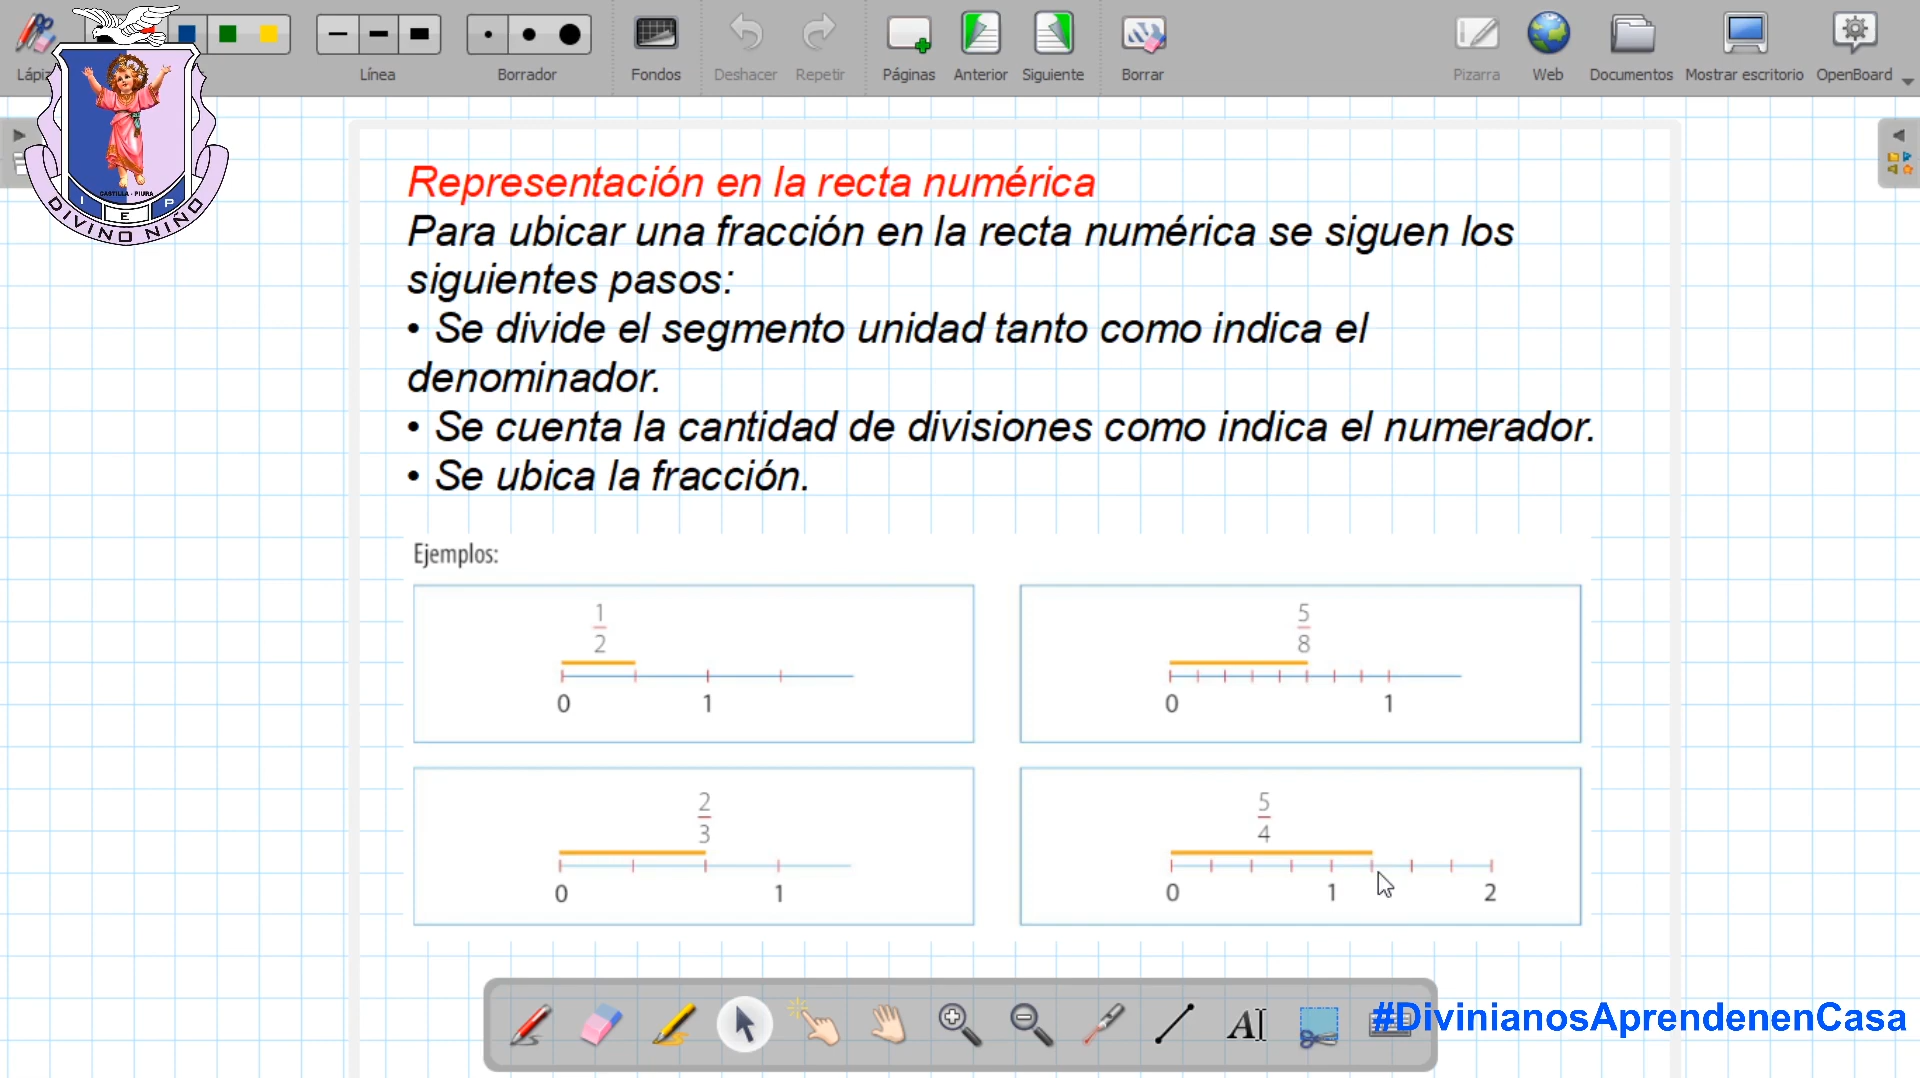 Lápiz
Línea
Borrador
Fondos
Deshacer
Repetir
Páginas
Anterior
Siguiente
Borrar
Pizarra
Web
Documentos
Mostrar escritorio
OpenBoard
CASTILLA - PIURA
I E P
DIVINO NIÑO
Representación en la recta numérica
Para ubicar una fracción en la recta numérica se siguen los
siguientes pasos:
• Se divide el segmento unidad tanto como indica el
denominador.
• Se cuenta la cantidad de divisiones como indica el numerador.
• Se ubica la fracción.
Ejemplos:
1
2
0 1
5
8
0 1
2
3
0 1
5
4
0 1 2
AI
#DivinianosAprendenenCasa